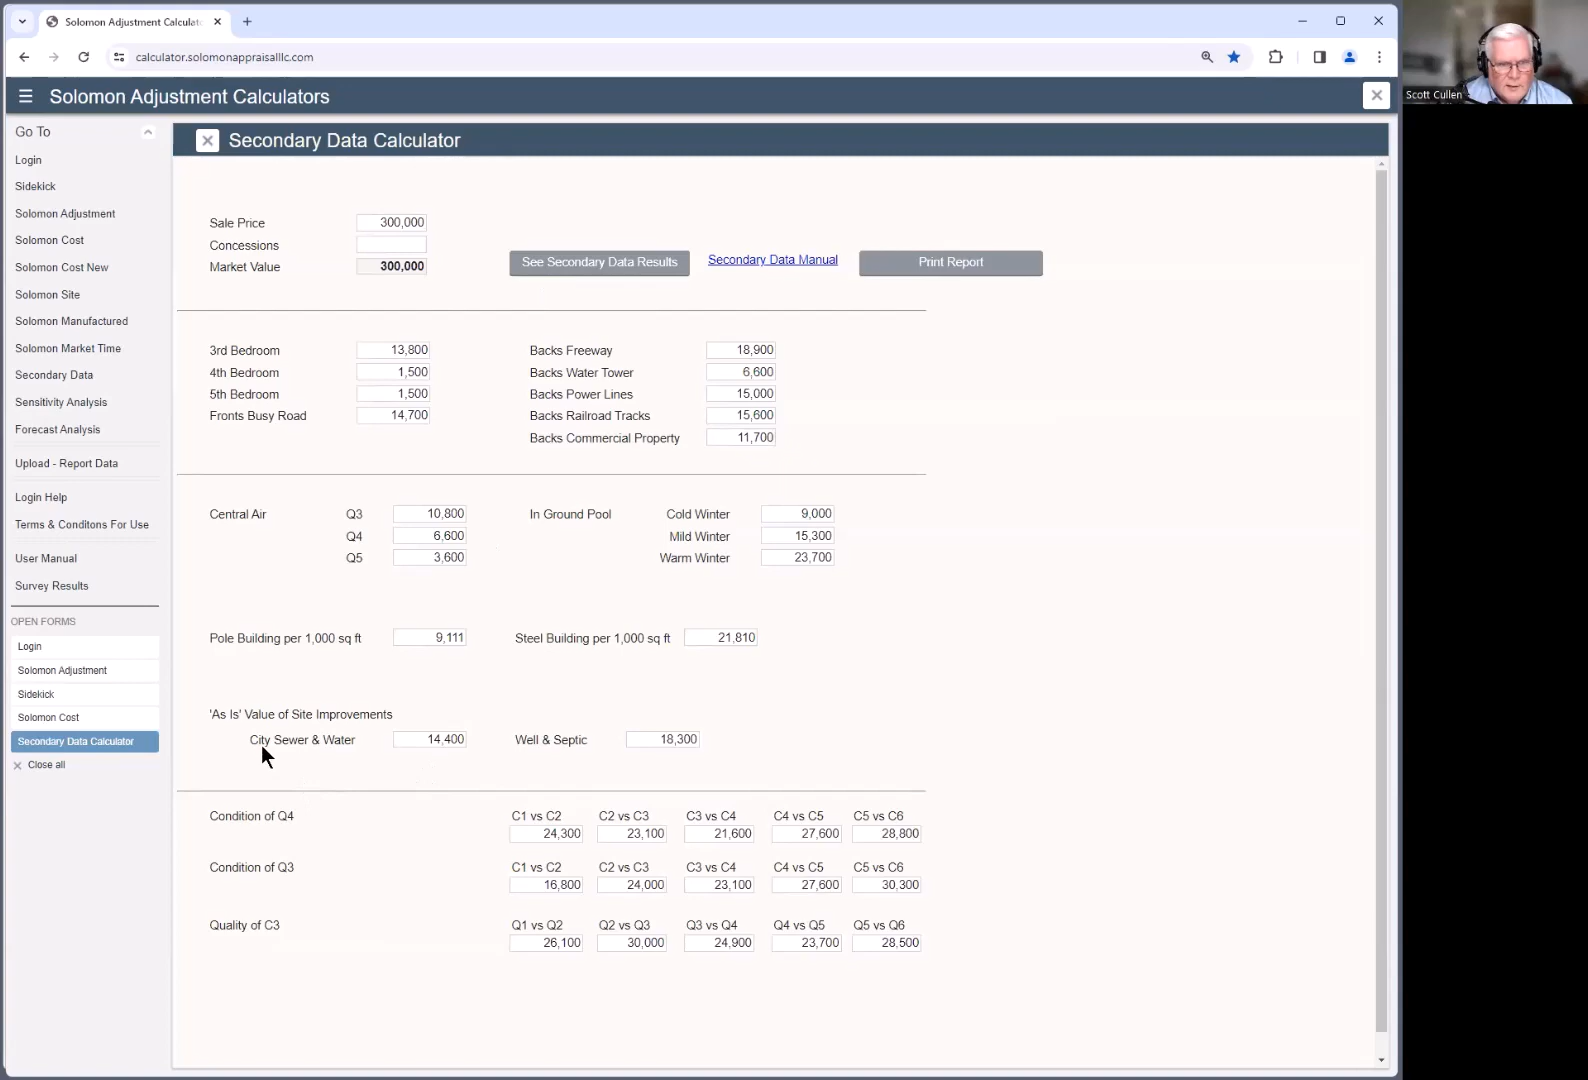 Solomon Adjustment Calculat
calculator.solomonappraisalllc.com
Solomon Adjustment Calculators
Scott Cullen
Go To
Login
Sidekick
Solomon Adjustment
Solomon Cost
Solomon Cost New
Solomon Site
Solomon Manufactured
Solomon Market Time
Secondary Data
Sensitivity Analysis
Forecast Analysis
Upload - Report Data
Login Help
Terms & Conditons For Use
User Manual
Survey Results
OPEN FORMS
Login
Solomon Adjustment
Sidekick
Solomon Cost
Secondary Data Calculator
Close all
Secondary Data Calculator
Sale Price 300,000
Concessions
Market Value 300,000
See Secondary Data Results Secondary Data Manual Print Report
3rd Bedroom 13,800 Backs Freeway 18,900
4th Bedroom 1,500 Backs Water Tower 6,600
5th Bedroom 1,500 Backs Power Lines 15,000
Fronts Busy Road 14,700 Backs Railroad Tracks 15,600
Backs Commercial Property 11,700
Central Air Q3 10,800 In Ground Pool Cold Winter 9,000
Q4 6,600 Mild Winter 15,300
Q5 3,600 Warm Winter 23,700
Pole Building per 1,000 sq ft 9,111 Steel Building per 1,000 sq ft 21,810
'As Is' Value of Site Improvements
City Sewer & Water 14,400 Well & Septic 18,300
Condition of Q4 C1 vs C2 C2 vs C3 C3 vs C4 C4 vs C5 C5 vs C6
24,300 23,100 21,600 27,600 28,800
Condition of Q3 C1 vs C2 C2 vs C3 C3 vs C4 C4 vs C5 C5 vs C6
16,800 24,000 23,100 27,600 30,300
Quality of C3 Q1 vs Q2 Q2 vs Q3 Q3 vs Q4 Q4 vs Q5 Q5 vs Q6
26,100 30,000 24,900 23,700 28,500